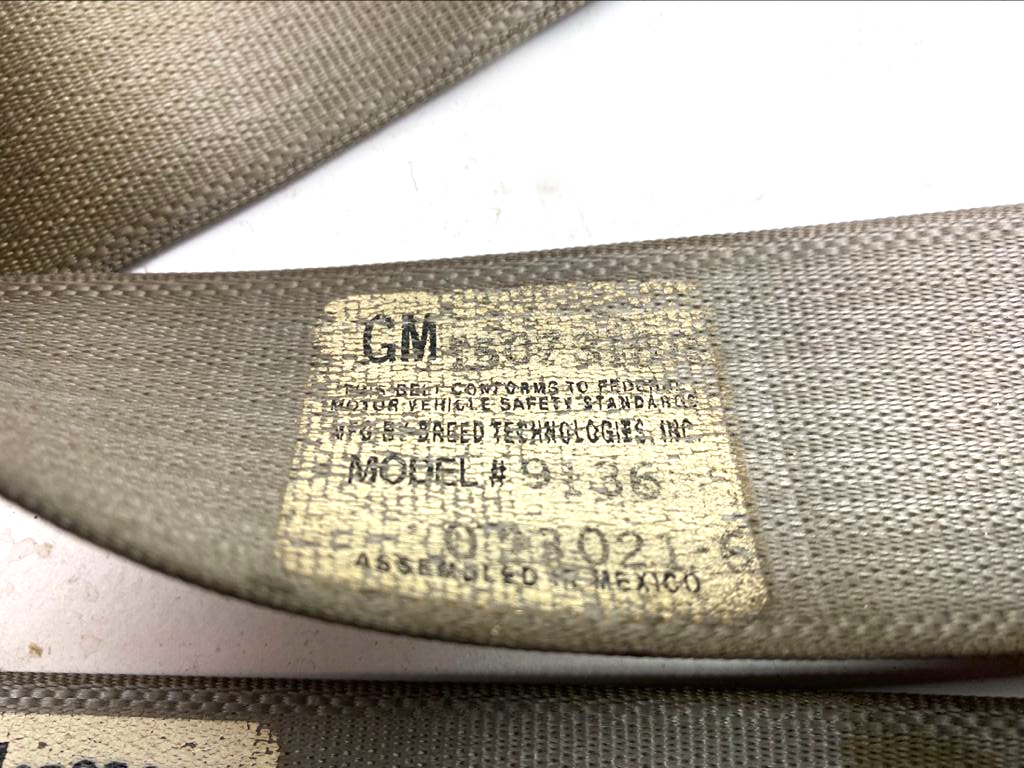 GM
THIS BELT CONFORMS TO FEDERAL
MOTOR VEHICLE SAFETY STANDARDS
MFG BY BREED TECHNOLOGIES, INC.
MODEL # 9136
ASSEMBLED IN MEXICO